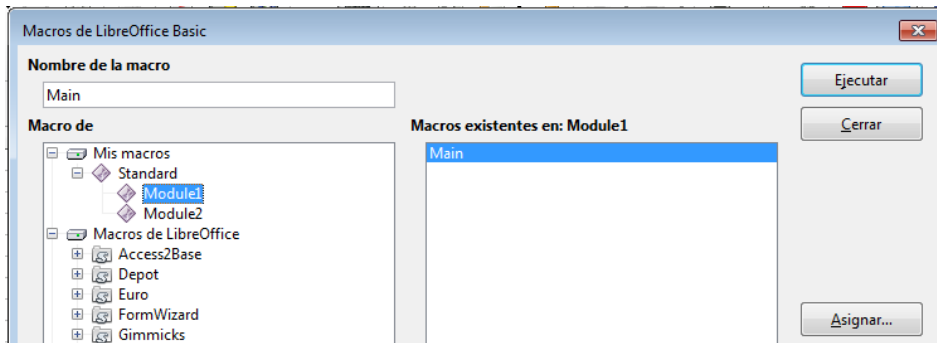 Macros de LibreOffice Basic
Nombre de la macro
Main
Ejecutar
Cerrar
Macro de
Macros existentes en: Module1
Mis macros
Standard
Module1
Module2
Macros de LibreOffice
Access2Base
Depot
Euro
FormWizard
Gimmicks
Main
Asignar...